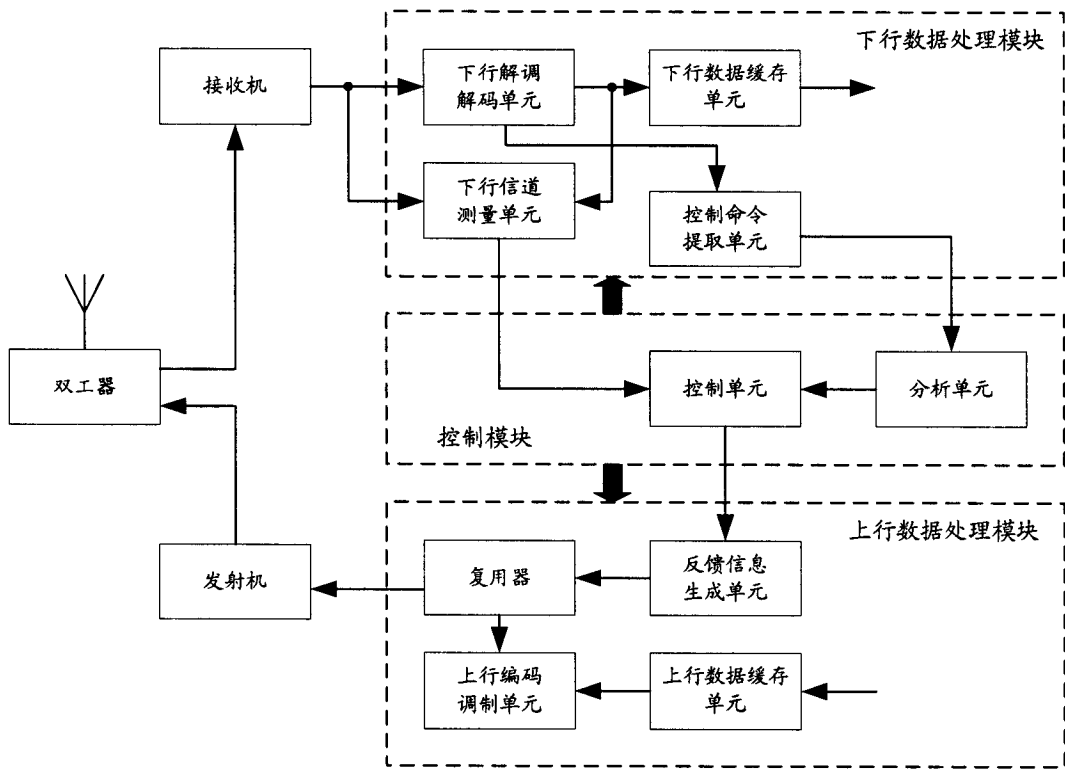 下行数据处理模块
接收机
下行解调
解码单元
下行数据缓存
单元
下行信道
测量单元
控制命令
提取单元
双工器
控制单元
分析单元
控制模块
上行数据处理模块
发射机
复用器
反馈信息
生成单元
上行编码
调制单元
上行数据缓存
单元